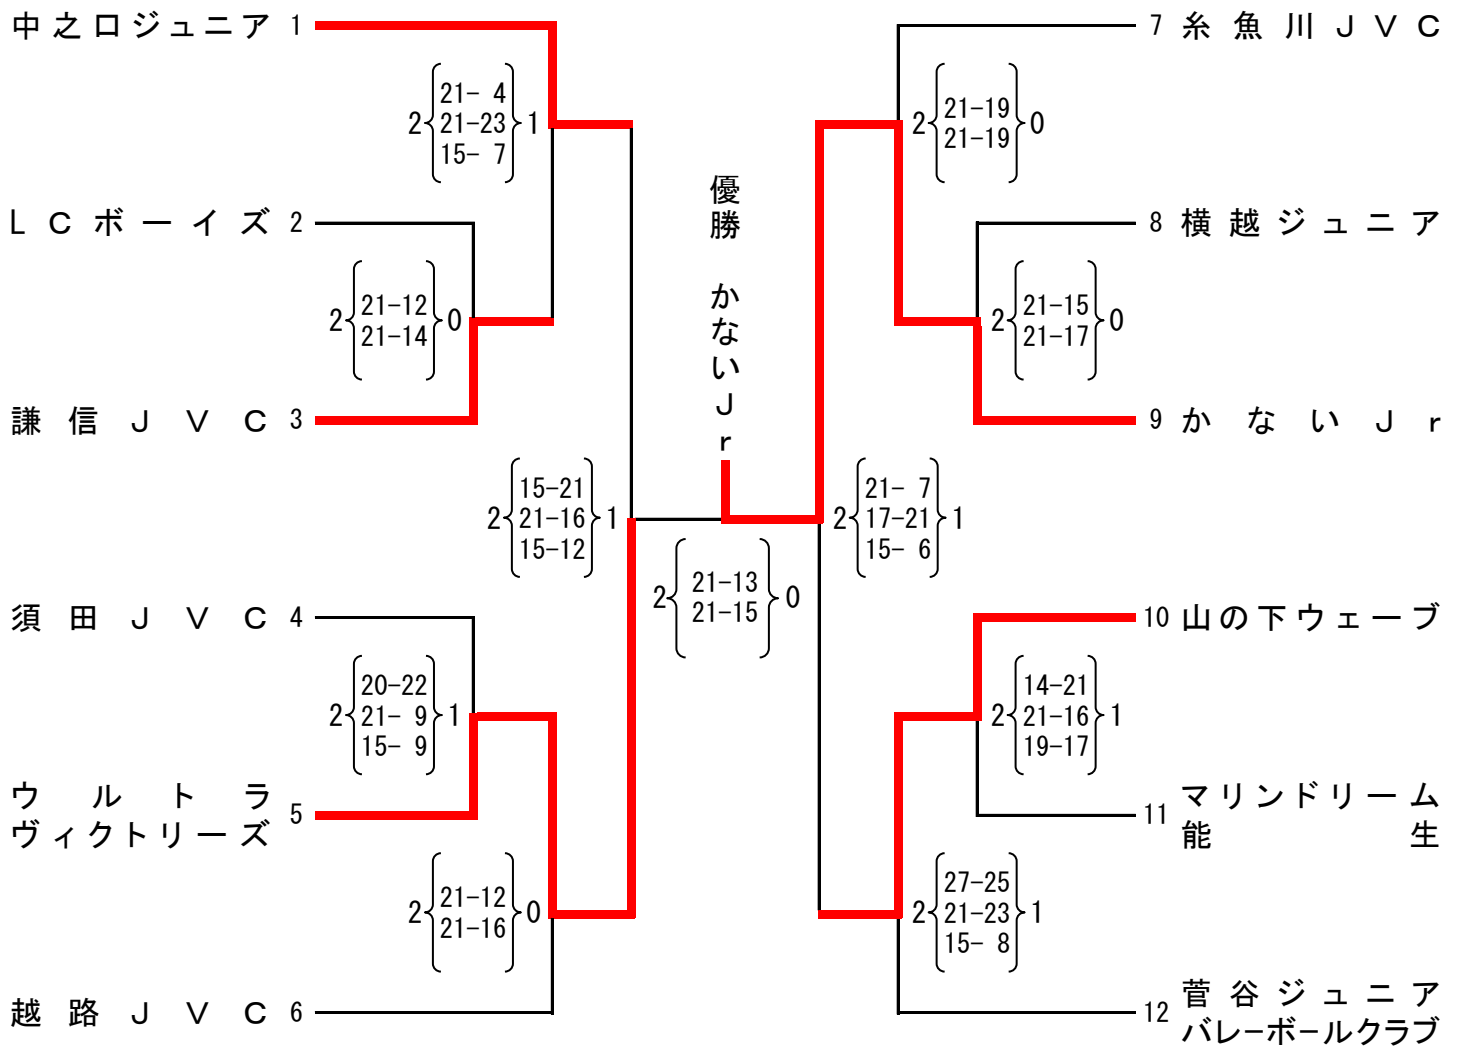 中之口ジュニア 1
2 21- 4 1
21-23
15- 7
LCボーイズ 2
2 21-12 0
21-14
謙信JVC 3
2 15-21 1
21-16
15-12
須田JVC 4
2 20-22 1
21- 9
15- 9
ウルトラ
ヴィクトリーズ 5
2 21-12 0
21-16
越路JVC 6
優勝 かないJr
2 21-13 0
21-15
7 糸魚川JVC
2 21-19 0
21-19
8 横越ジュニア
2 21-15 0
21-17
9 かないJr
2 21- 7 1
17-21
15- 6
10 山の下ウェーブ
2 14-21 1
21-16
19-17
11 マリンドリーム
能生
2 27-25 1
21-23
15- 8
12 菅谷ジュニア
バレーボールクラブ